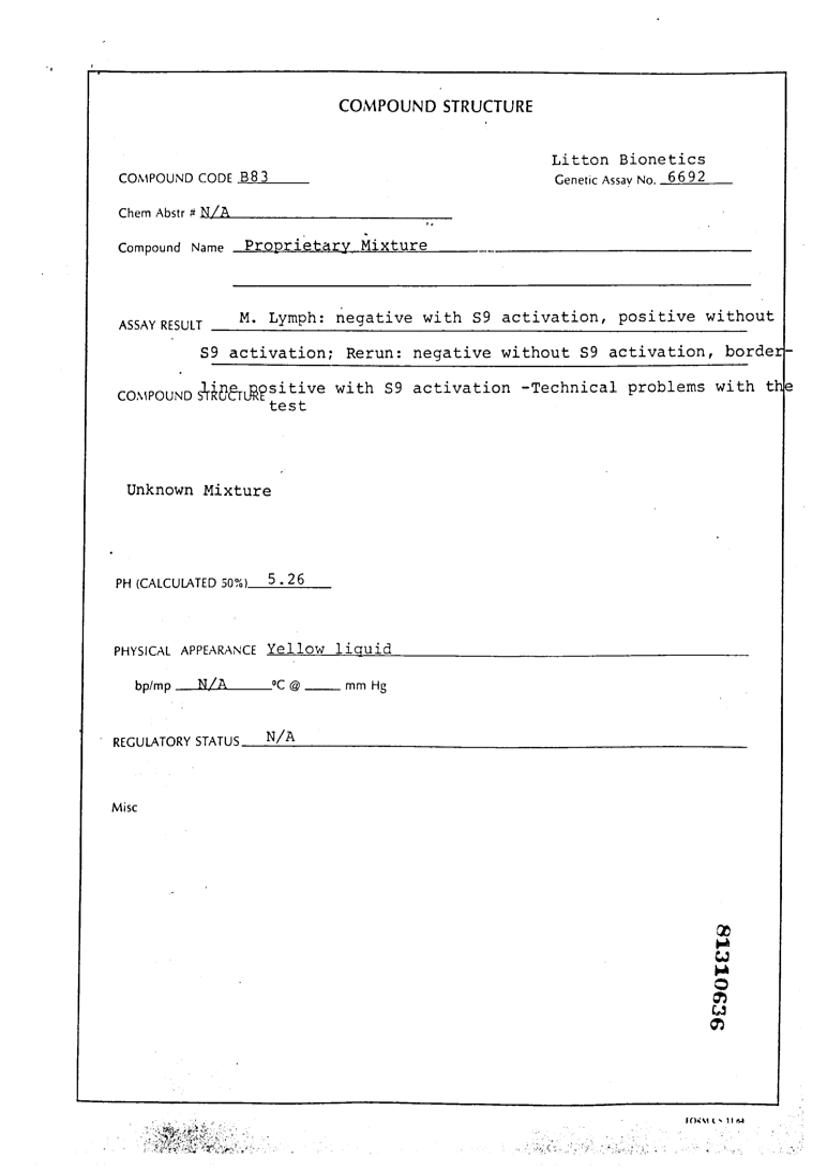 COMPOUND STRUCTURE
Litton Bionetics
COMPOUND CODE B83
Genetic Assay No. 6692
Chem Abstr # N/A
Compound Name Proprietary Mixture
ASSAY RESULT M. Lymph: negative with S9 activation, positive without
S9 activation; Rerun: negative without S9 activation, border-
line positive with S9 activation -Technical problems with the
COMPOUND STRUCTURE
test
Unknown Mixture
PH (CALCULATED 50%) 5.26
PHYSICAL APPEARANCE Yellow liquid
bp/mp N/A °C @ mm Hg
REGULATORY STATUS N/A
Misc
81310636